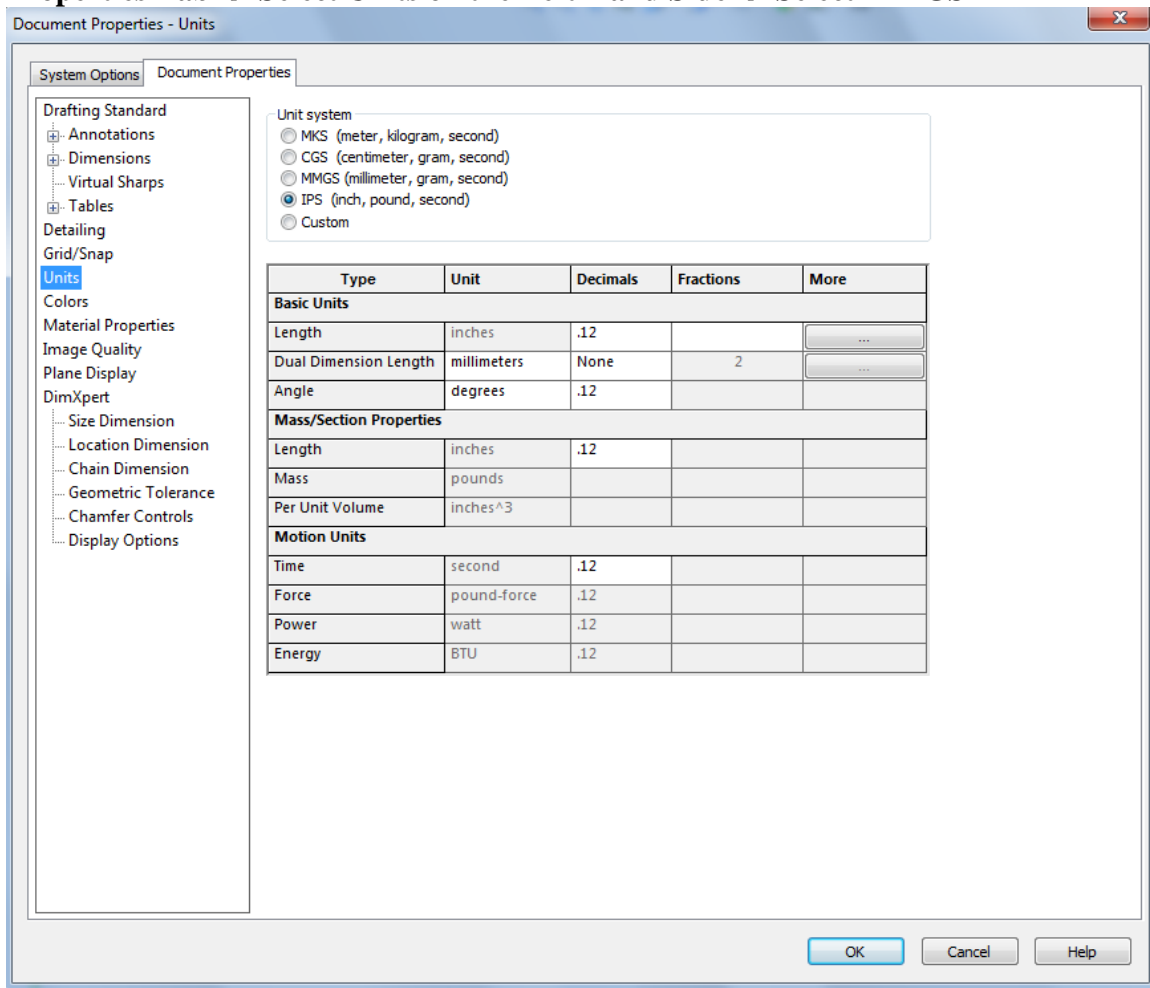 Document Properties - Units
System Options Document Properties
Drafting Standard
Annotations
Dimensions
Virtual Sharps
Tables
Detailing
Grid/Snap
Units
Colors
Material Properties
Image Quality
Plane Display
DimXpert
Size Dimension
Location Dimension
Chain Dimension
Geometric Tolerance
Chamfer Controls
Display Options
Unit system
MKS (meter, kilogram, second)
CGS (centimeter, gram, second)
MMGS (millimeter, gram, second)
IPS (inch, pound, second)
Custom
Type Unit Decimals Fractions More
Basic Units
Length inches .12 ...
Dual Dimension Length millimeters None 2 ...
Angle degrees .12
Mass/Section Properties
Length inches .12
Mass pounds
Per Unit Volume inches^3
Motion Units
Time second .12
Force pound-force .12
Power watt .12
Energy BTU .12
OK Cancel Help